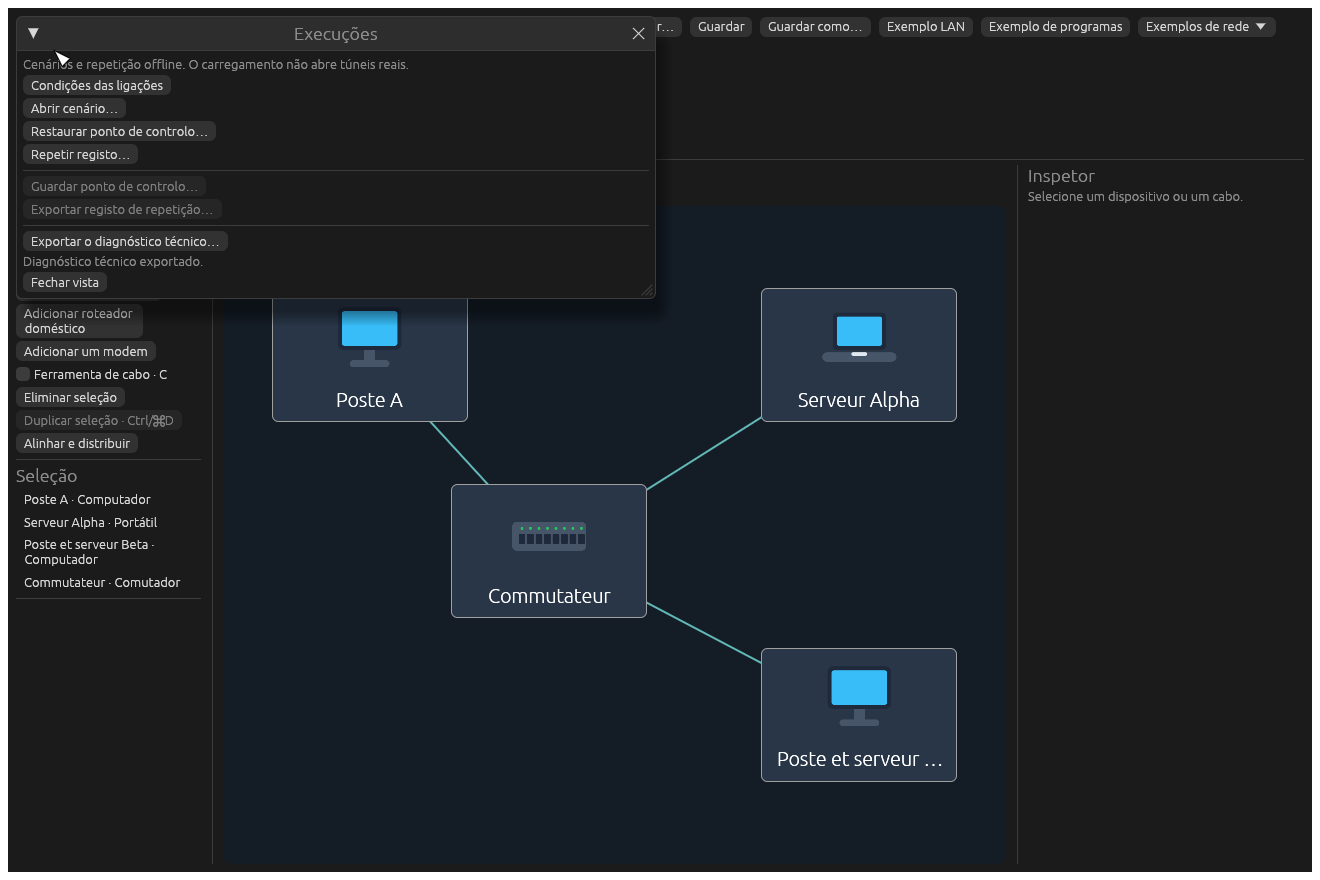 Execuções
r…
Guardar
Guardar como…
Exemplo LAN
Exemplo de programas
Exemplos de rede
Cenários e repetição offline. O carregamento não abre túneis reais.
Condições das ligações
Abrir cenário…
Restaurar ponto de controlo…
Repetir registo…
Guardar ponto de controlo…
Exportar registo de repetição…
Exportar o diagnóstico técnico…
Diagnóstico técnico exportado.
Fechar vista
Adicionar roteador
doméstico
Adicionar um modem
Ferramenta de cabo · C
Eliminar seleção
Duplicar seleção · Ctrl/⌘D
Alinhar e distribuir
Seleção
Poste A · Computador
Serveur Alpha · Portátil
Poste et serveur Beta ·
Computador
Commutateur · Comutador
Poste A
Serveur Alpha
Commutateur
Poste et serveur …
Inspetor
Selecione um dispositivo ou um cabo.